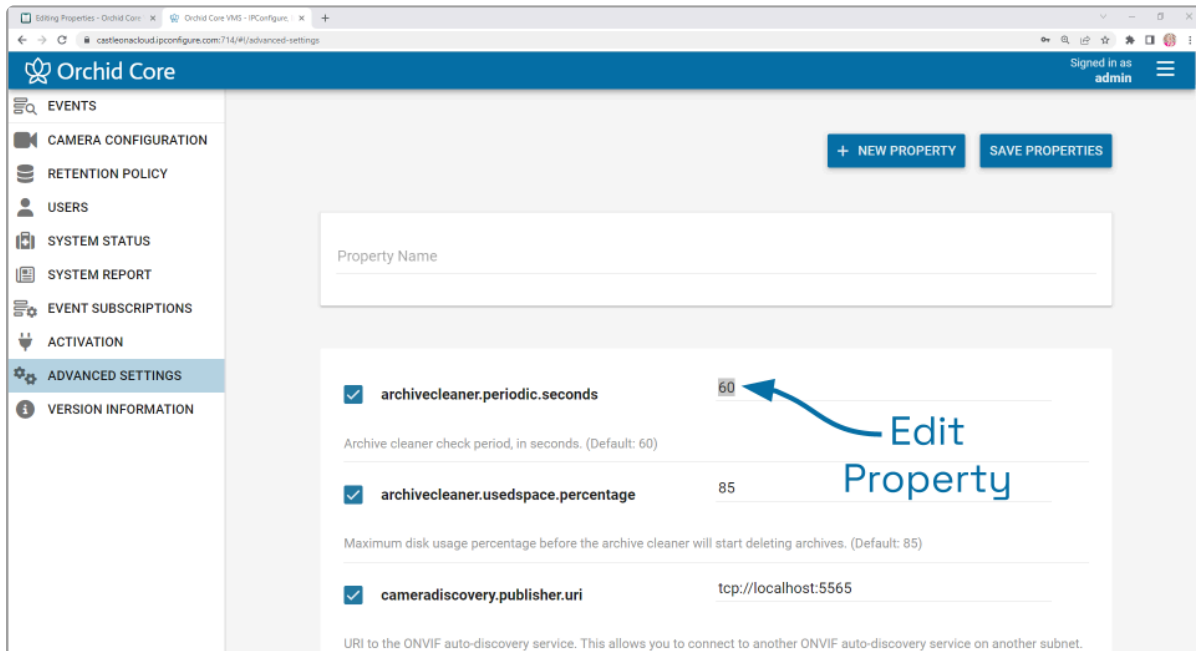 Editing Properties - Orchid Core
Orchid Core VMS - IPConfigure,
castleonacloud.ipconfigure.com:714/#!/advanced-settings
Orchid Core
Signed in as
admin
EVENTS
CAMERA CONFIGURATION
RETENTION POLICY
USERS
SYSTEM STATUS
SYSTEM REPORT
EVENT SUBSCRIPTIONS
ACTIVATION
ADVANCED SETTINGS
VERSION INFORMATION
+ NEW PROPERTY
SAVE PROPERTIES
Property Name
archivecleaner.periodic.seconds
60
Edit
Property
Archive cleaner check period, in seconds. (Default: 60)
archivecleaner.usedspace.percentage
85
Maximum disk usage percentage before the archive cleaner will start deleting archives. (Default: 85)
cameradiscovery.publisher.uri
tcp://localhost:5565
URI to the ONVIF auto-discovery service. This allows you to connect to another ONVIF auto-discovery service on another subnet.